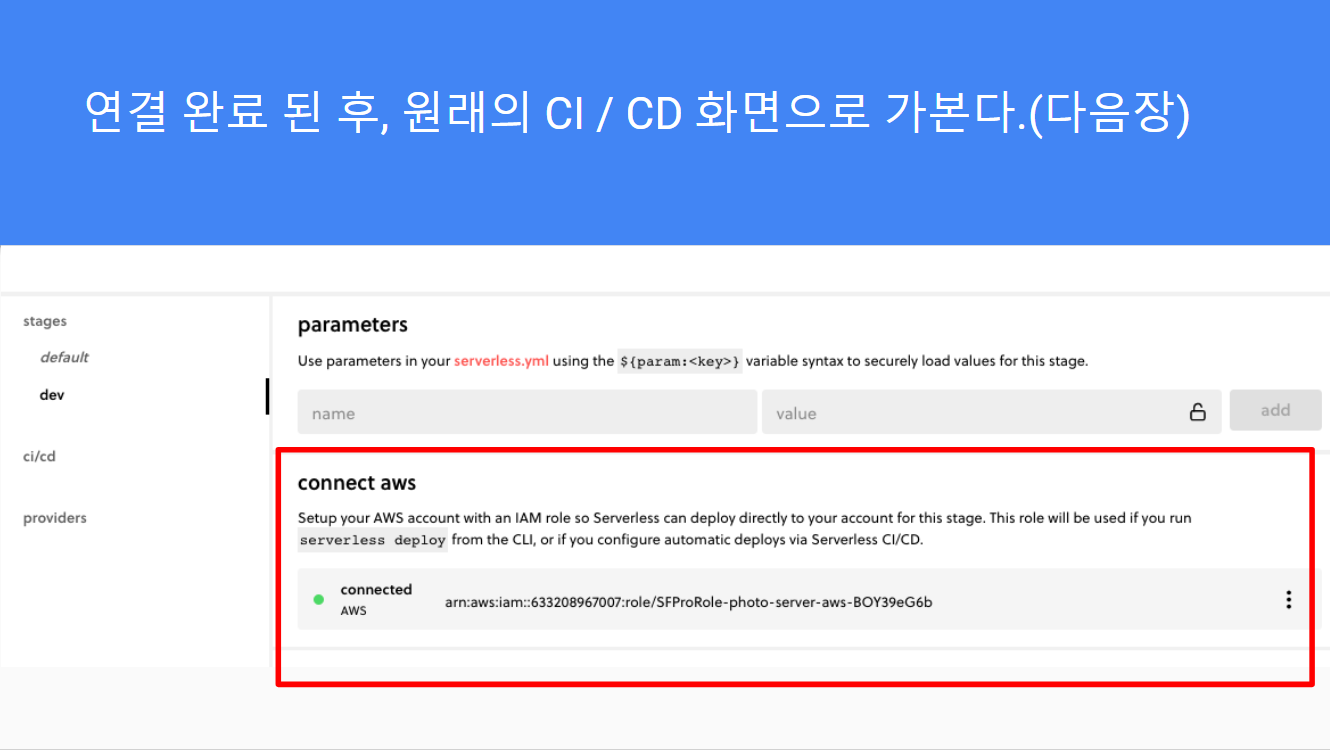 연결 완료 된 후, 원래의 CI / CD 화면으로 가본다.(다음장)
stages
default
dev
ci/cd
providers
parameters
Use parameters in your serverless.yml using the ${param:<key>} variable syntax to securely load values for this stage.
name
value
add
connect aws
Setup your AWS account with an IAM role so Serverless can deploy directly to your account for this stage. This role will be used if you run
serverless deploy from the CLI, or if you configure automatic deploys via Serverless CI/CD.
connected
AWS
arn:aws:iam::633208967007:role/SFProRole-photo-server-aws-BOY39eG6b